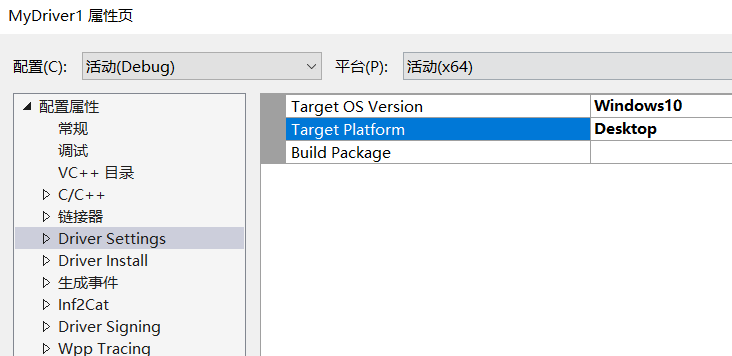 MyDriver1 属性页
配置(C): 活动(Debug) 平台(P): 活动(x64)
配置属性
常规
调试
VC++ 目录
C/C++
链接器
Driver Settings
Driver Install
生成事件
Inf2Cat
Driver Signing
Wpp Tracing
Target OS Version Windows10
Target Platform Desktop
Build Package